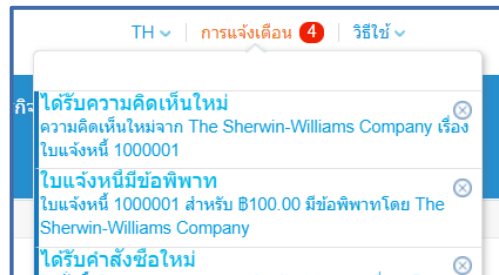 TH การแจ้งเตือน 4 วิธีใช้
ได้รับความคิดเห็นใหม่
ความคิดเห็นใหม่จาก The Sherwin-Williams Company เรื่อง
ใบแจ้งหนี้ 1000001
ใบแจ้งหนี้มีข้อพิพาท
ใบแจ้งหนี้ 1000001 สำหรับ ฿100.00 มีข้อพิพาทโดย The
Sherwin-Williams Company
ได้รับคำสั่งซื้อใหม่